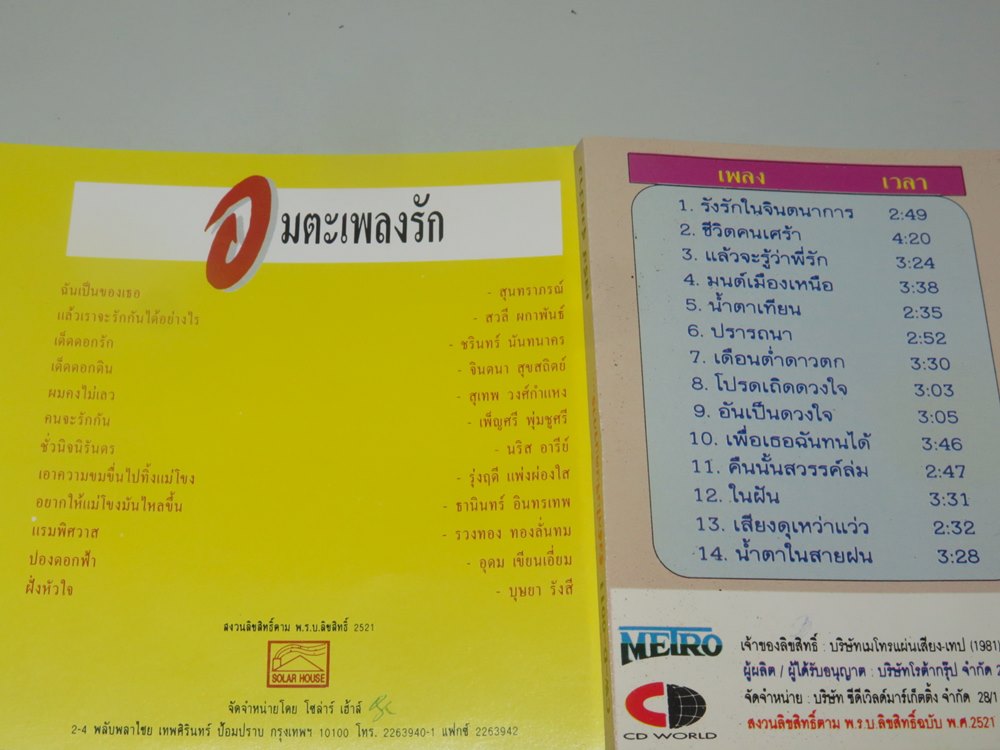 อมตะเพลงรัก
ฉันเป็นของเธอ - สุนทราภรณ์
แล้วเราจะรักกันได้อย่างไร - สวลี ผกาพันธ์
เด็ดดอกรัก - ชรินทร์ นันทนาคร
เด็ดดอกดิน - จินตนา สุขสถิตย์
ผมคงไม่เลว - สุเทพ วงศ์กำแหง
คนจะรักกัน - เพ็ญศรี พุ่มชูศรี
ชั่วนิจนิรันดร - นริส อารีย์
เอาความขมขื่นไปทิ้งแม่โขง - รุ่งฤดี แพ่งผ่องใส
อยากให้แม่โขงมันไหลขึ้น - ธานินทร์ อินทรเทพ
แรมพิศวาส - รวงทอง ทองลั่นทม
ปองดอกฟ้า - อุดม เขียนเอี่ยม
ฝั่งหัวใจ - บุษยา รังสี
สงวนลิขสิทธิ์ตาม พ.ร.บ.ลิขสิทธิ์ 2521
SOLAR HOUSE
จัดจำหน่ายโดย โซล่าร์ เฮ้าส์
2-4 พลับพลาไชย เทพศิรินทร์ ป้อมปราบ กรุงเทพฯ 10100 โทร. 2263940-1 แฟกซ์ 2263942
เพลง เวลา
1. รังรักในจินตนาการ 2:49
2. ชีวิตคนเศร้า 4:20
3. แล้วจะรู้ว่าพี่รัก 3:24
4. มนต์เมืองเหนือ 3:38
5. น้ำตาเทียน 2:35
6. ปรารถนา 2:52
7. เดือนต่ำดาวตก 3:30
8. โปรดเถิดดวงใจ 3:03
9. อันเป็นดวงใจ 3:05
10. เพื่อเธอฉันทนได้ 3:46
11. คืนนั้นสวรรค์ล่ม 2:47
12. ในฝัน 3:31
13. เสียงดุเหว่าแว่ว 2:32
14. น้ำตาในสายฝน 3:28
METRO
เจ้าของลิขสิทธิ์ : บริษัทเมโทรแผ่นเสียง-เทป (1981)
ผู้ผลิต / ผู้ได้รับอนุญาต : บริษัทโรต้ากรุ๊ป จำกัด 2
จัดจำหน่าย : บริษัท ซีดีเวิลด์มาร์เก็ตติ้ง จำกัด 28/1
สงวนลิขสิทธิ์ตาม พ.ร.บ.ลิขสิทธิ์ฉบับ พ.ศ.2521
CD WORLD